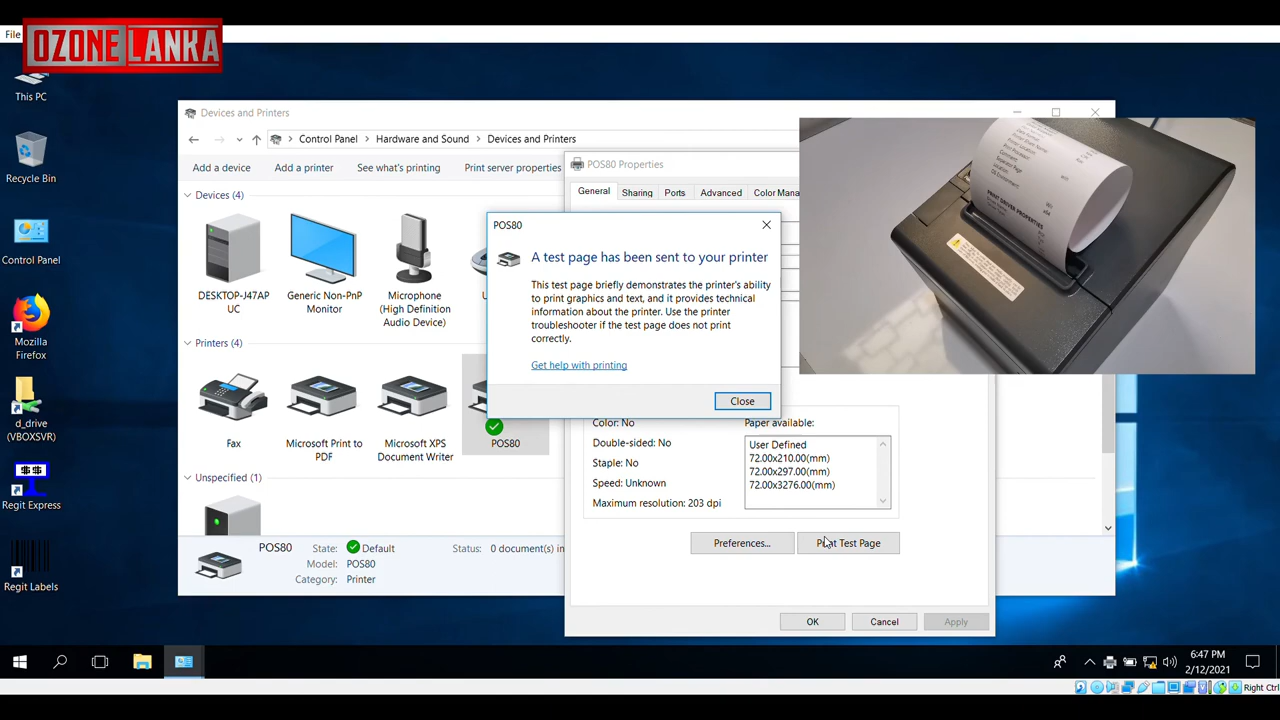 File
OZONE LANKA
This PC
Recycle Bin
Control Panel
Mozilla
Firefox
d_drive
(VBOXSVR)
Regit Express
Regit Labels
Devices and Printers
Control Panel > Hardware and Sound > Devices and Printers
Add a device Add a printer See what's printing Print server properties
Devices (4)
DESKTOP-J47AP
UC
Generic Non-PnP
Monitor
Microphone
(High Definition
Audio Device)
Printers (4)
Fax
Microsoft Print to
PDF
Microsoft XPS
Document Writer
POS80
Unspecified (1)
POS80 State: Default Status: 0 document(s) in
Model: POS80
Category: Printer
POS80 Properties
General Sharing Ports Advanced Color Mana
POS80
A test page has been sent to your printer
This test page briefly demonstrates the printer's ability
to print graphics and text, and it provides technical
information about the printer. Use the printer
troubleshooter if the test page does not print
correctly.
Get help with printing
Close
Color: No Paper available:
Double-sided: No
Staple: No
Speed: Unknown
Maximum resolution: 203 dpi
User Defined
72.00x210.00(mm)
72.00x297.00(mm)
72.00x3276.00(mm)
Preferences... Print Test Page
OK Cancel Apply
PRINT DRIVER PROPERTIES
6:47 PM
2/12/2021
Right Ctrl